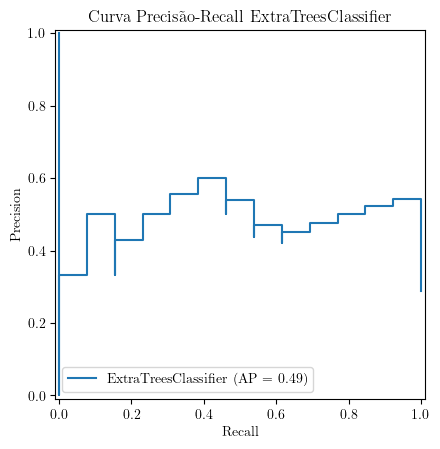 Curva Precisão-Recall ExtraTreesClassifier
1.0
0.8
0.6
0.4
0.2
0.0
Precision
ExtraTreesClassifier (AP = 0.49)
0.0 0.2 0.4 0.6 0.8 1.0
Recall